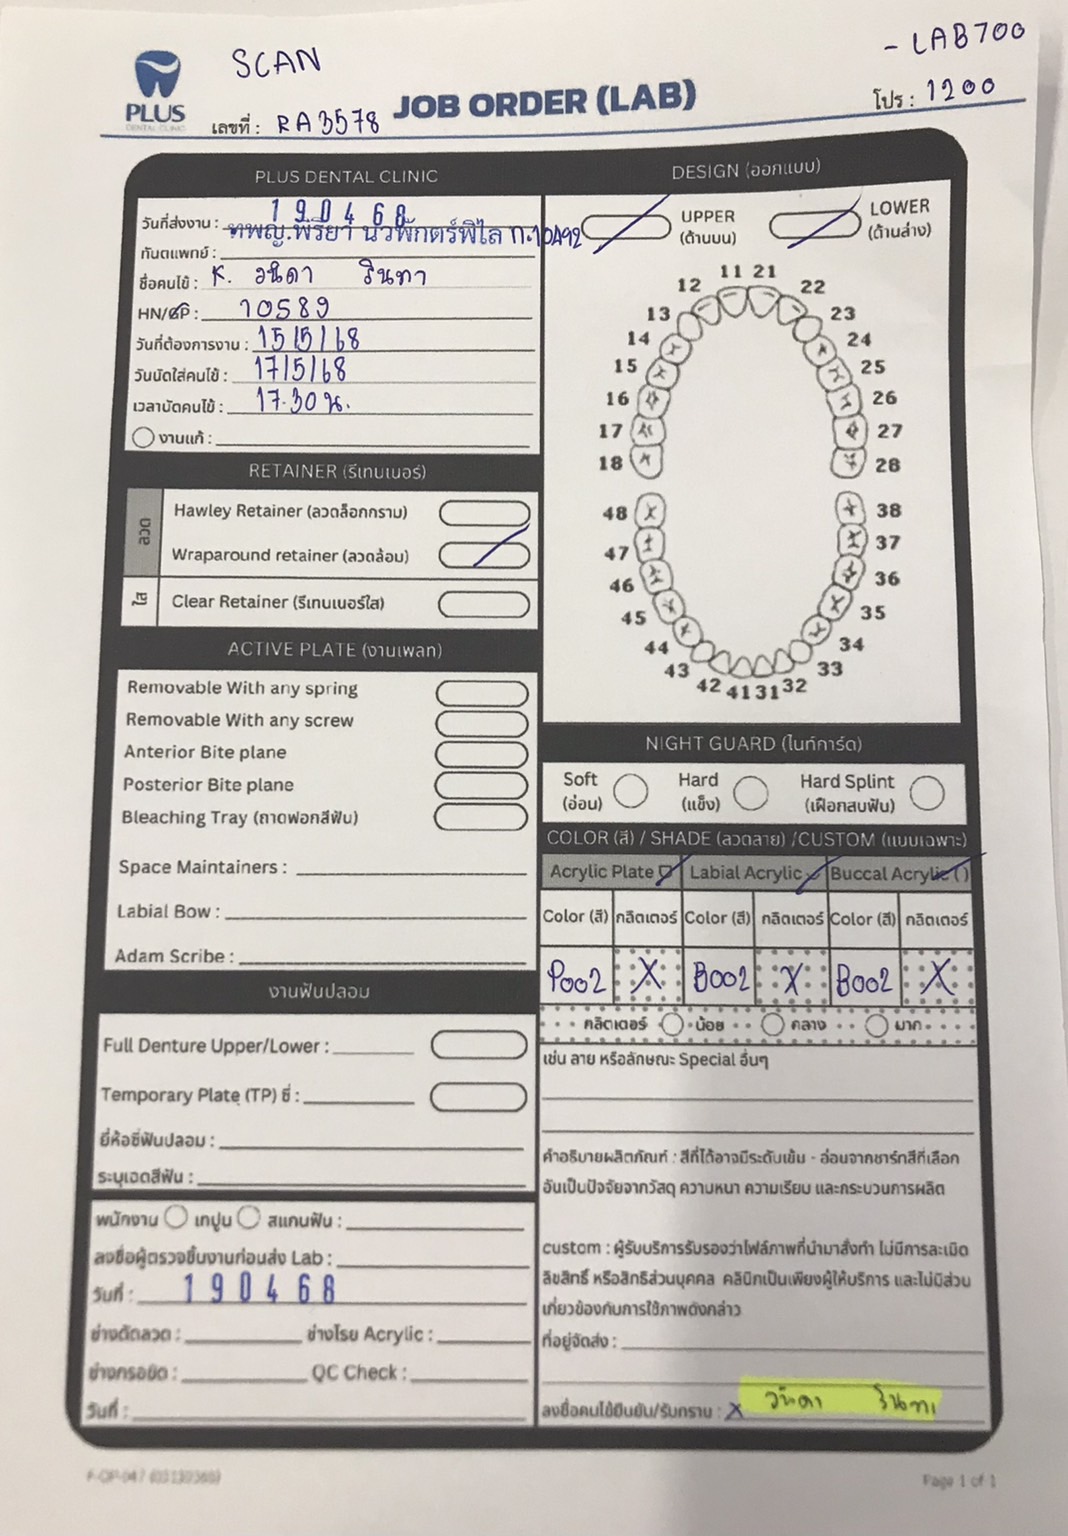 SCAN
- LAB 700
PLUS
DENTAL CLINIC
JOB ORDER (LAB)
โปร : 1200
เลขที่ : RA3578
PLUS DENTAL CLINIC
วันที่ส่งงาน : 190468
ทพญ.พิริยา นวพักตร์พิไล ท.10492
ทันตแพทย์ :
ชื่อคนไข้ : K. วนิดา รินทา
HN/CP : 10589
วันที่ต้องการงาน : 15/5/68
วันนัดใส่คนไข้ : 17/5/68
เวลานัดคนไข้ : 17.30 น.
งานแก้ :
RETAINER (รีเทนเนอร์)
ลวด
Hawley Retainer (ลวดล็อกกราม)
Wraparound retainer (ลวดล้อม)
ใส
Clear Retainer (รีเทนเนอร์ใส)
ACTIVE PLATE (งานเพลท)
Removable With any spring
Removable With any screw
Anterior Bite plane
Posterior Bite plane
Bleaching Tray (ถาดฟอกสีฟัน)
Space Maintainers :
Labial Bow :
Adam Scribe :
งานฟันปลอม
Full Denture Upper/Lower :
Temporary Plate (TP) ซี่ :
ยี่ห้อซี่ฟันปลอม :
ระบุเฉดสีฟัน :
พนักงาน เทปูน สแกนฟัน :
ลงชื่อผู้ตรวจชิ้นงานก่อนส่ง Lab :
วันที่ : 190468
ช่างดัดลวด : ช่างโรย Acrylic :
ช่างกรอขัด : QC Check :
วันที่ :
DESIGN (ออกแบบ)
UPPER
(ด้านบน)
LOWER
(ด้านล่าง)
11 21
12 22
13 23
14 24
15 25
16 26
17 27
18 28
48 38
47 37
46 36
45 35
44 34
43 33
42 41 31 32
NIGHT GUARD (ไนท์การ์ด)
Soft
(อ่อน)
Hard
(แข็ง)
Hard Splint
(เฝือกสบฟัน)
COLOR (สี) / SHADE (ลวดลาย) /CUSTOM (แบบเฉพาะ)
Acrylic Plate Labial Acrylic Buccal Acrylic
Color (สี) กลิตเตอร์ Color (สี) กลิตเตอร์ Color (สี) กลิตเตอร์
P002 X B002 X B002 X
กลิตเตอร์ น้อย กลาง มาก
เช่น ลาย หรือลักษณะ Special อื่นๆ
คำอธิบายผลิตภัณฑ์ : สีที่ได้อาจมีระดับเข้ม - อ่อนจากชาร์ทสีที่เลือก
อันเป็นปัจจัยจากวัสดุ ความหนา ความเรียบ และกระบวนการผลิต
custom : ผู้รับบริการรับรองว่าไฟล์ภาพที่นำมาสั่งทำ ไม่มีการละเมิด
ลิขสิทธิ์ หรือสิทธิส่วนบุคคล คลินิกเป็นเพียงผู้ให้บริการ และไม่มีส่วน
เกี่ยวข้องกับการใช้ภาพดังกล่าว
ที่อยู่จัดส่ง :
ลงชื่อคนไข้ยืนยัน/รับทราบ : X วนิดา รินทา
Page 1 of 1